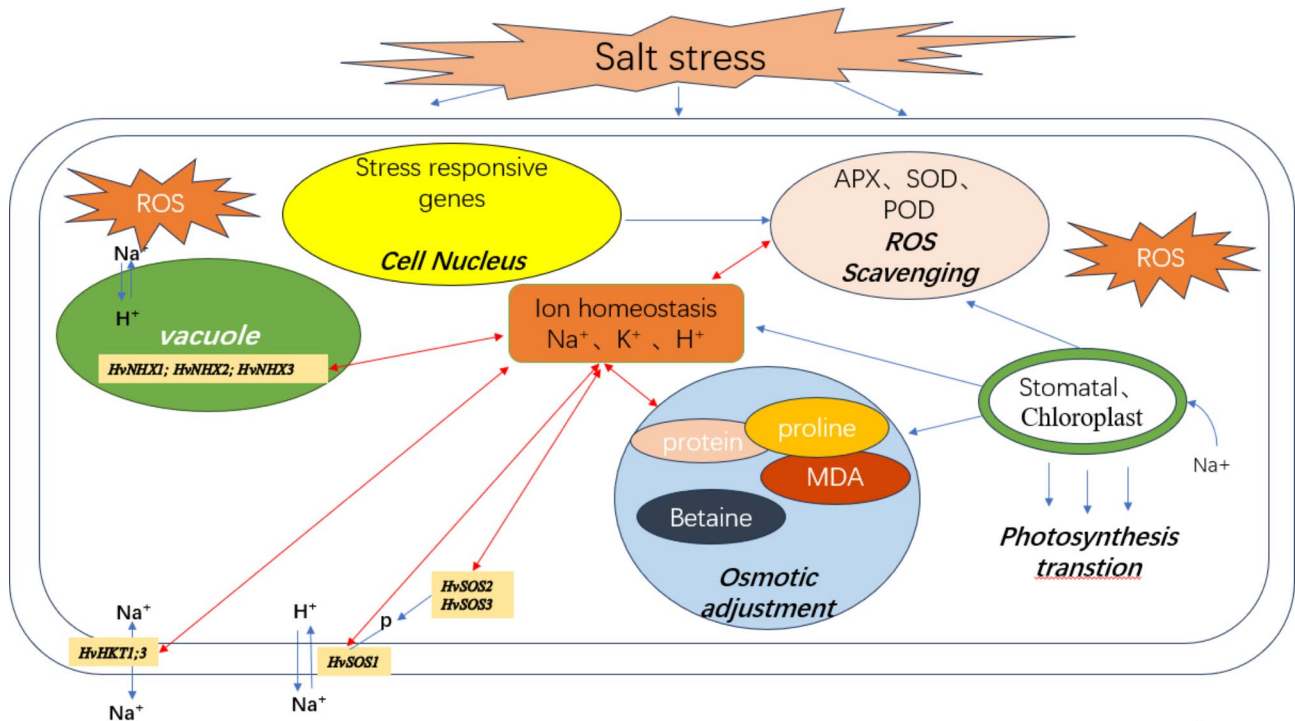 Salt stress
Stress responsive
genes
Cell Nucleus
APX、SOD、
POD
ROS
Scavenging
ROS
ROS
Na⁺
H⁺
vacuole
HvNHX1; HvNHX2; HvNHX3
Ion homeostasis
Na⁺、K⁺ 、H⁺
Stomatal、
Chloroplast
Na+
protein
proline
MDA
Betaine
Osmotic
adjustment
Photosynthesis
transtion
HvSOS2
HvSOS3
p
Na⁺
HvHKT1;3
Na⁺
H⁺
HvSOS1
Na⁺